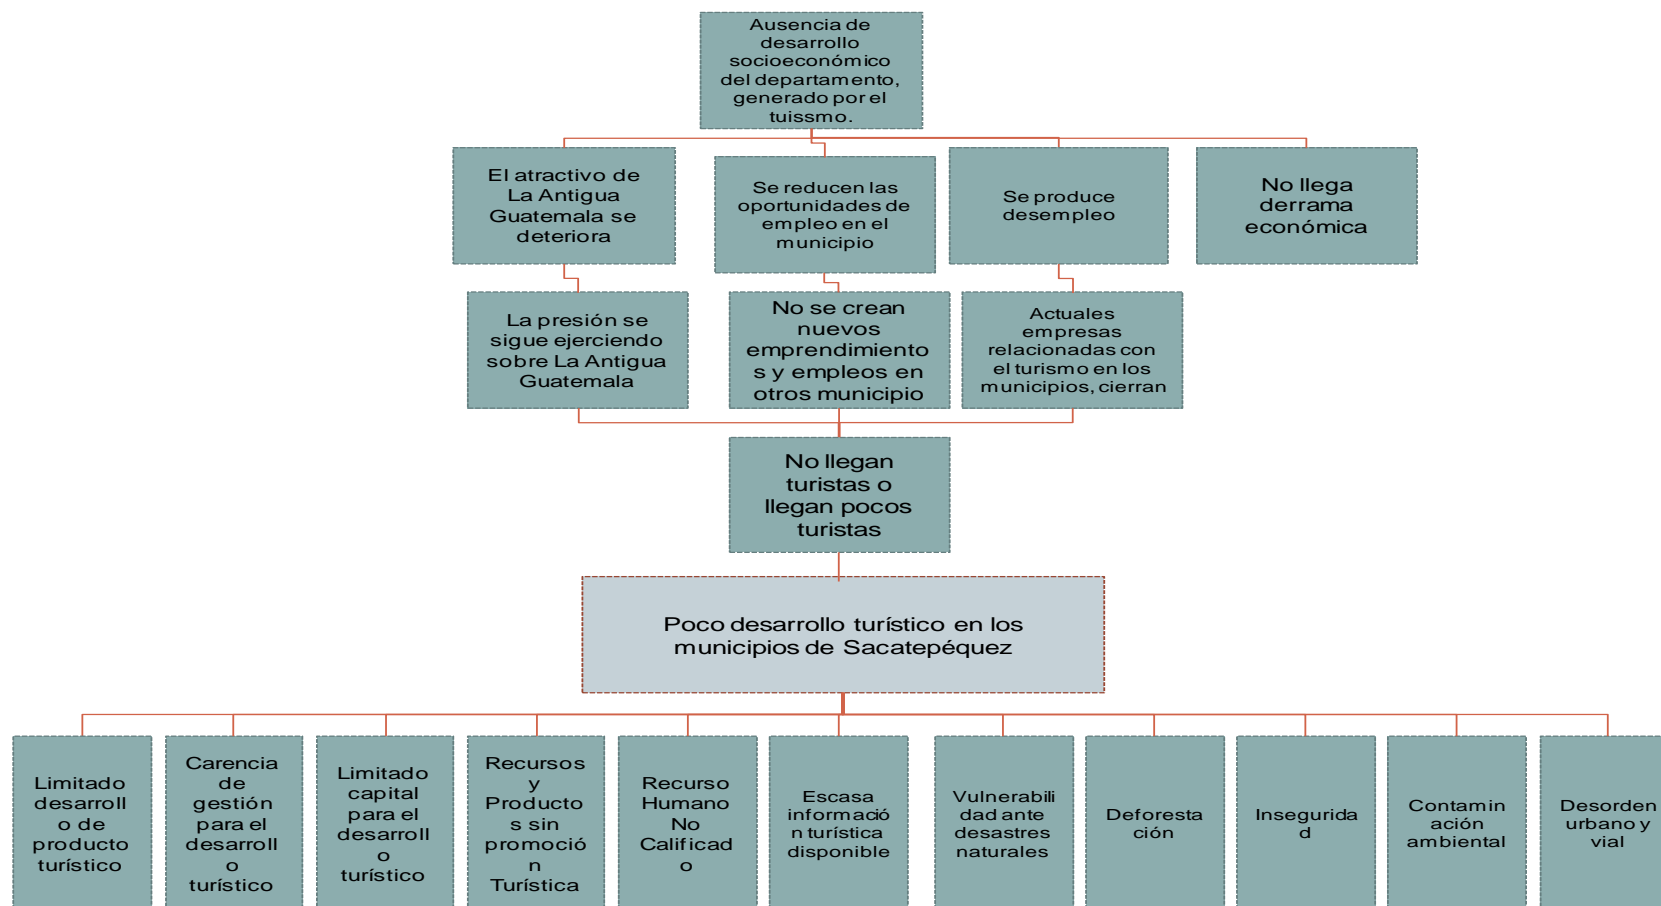 Ausencia de
desarrollo
socioeconómico
del departamento,
generado por el
tuissmo.
El atractivo de
La Antigua
Guatemala se
deteriora
Se reducen las
oportunidades de
empleo en el
municipio
Se produce
desempleo
No llega
derrama
económica
La presión se
sigue ejerciendo
sobre La Antigua
Guatemala
No se crean
nuevos
emprendimiento
s y empleos en
otros municipio
Actuales
empresas
relacionadas con
el turismo en los
municipios, cierran
No llegan
turistas o
llegan pocos
turistas
Poco desarrollo turístico en los
municipios de Sacatepéquez
Limitado
desarroll
o de
producto
turístico
Carencia
de
gestión
para el
desarroll
o
turístico
Limitado
capital
para el
desarroll
o
turístico
Recursos
y
Producto
s sin
promoció
n
Turística
Recurso
Humano
No
Calificad
o
Escasa
informació
n turística
disponible
Vulnerabili
dad ante
desastres
naturales
Deforesta
ción
Insegurida
d
Contamin
ación
ambiental
Desorden
urbano y
vial